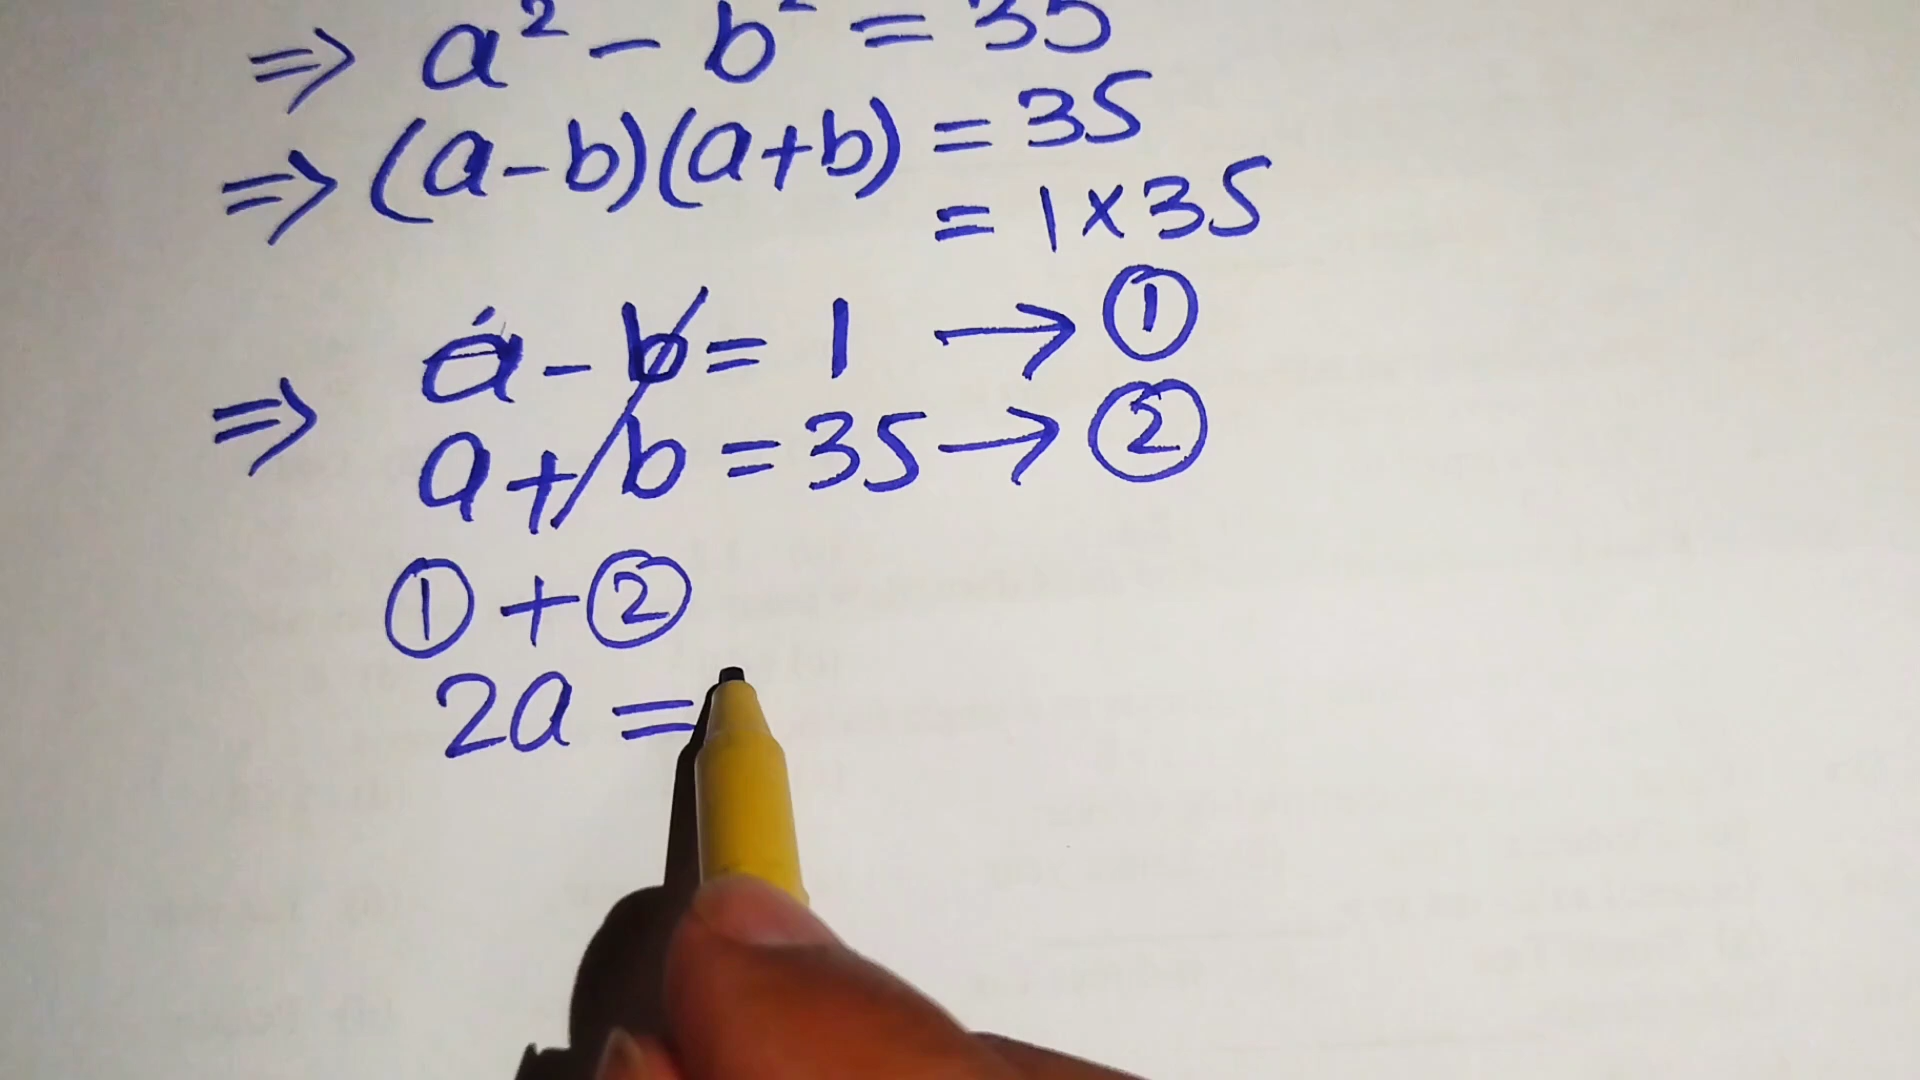 ⇒ a² - b² = 35
⇒ (a-b)(a+b) = 35
= 1×35
a - b = 1 → ①
⇒ a + b = 35 → ②
① + ②
2a =